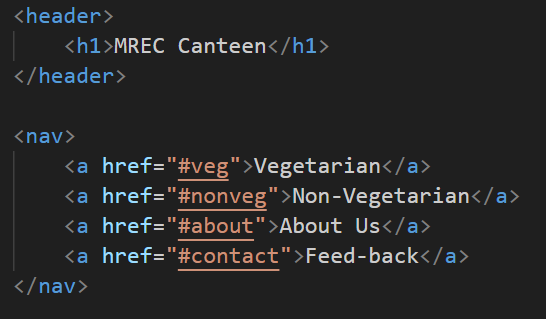 <header>
    <h1>MREC Canteen</h1>
</header>

<nav>
    <a href="#veg">Vegetarian</a>
    <a href="#nonveg">Non-Vegetarian</a>
    <a href="#about">About Us</a>
    <a href="#contact">Feed-back</a>
</nav>